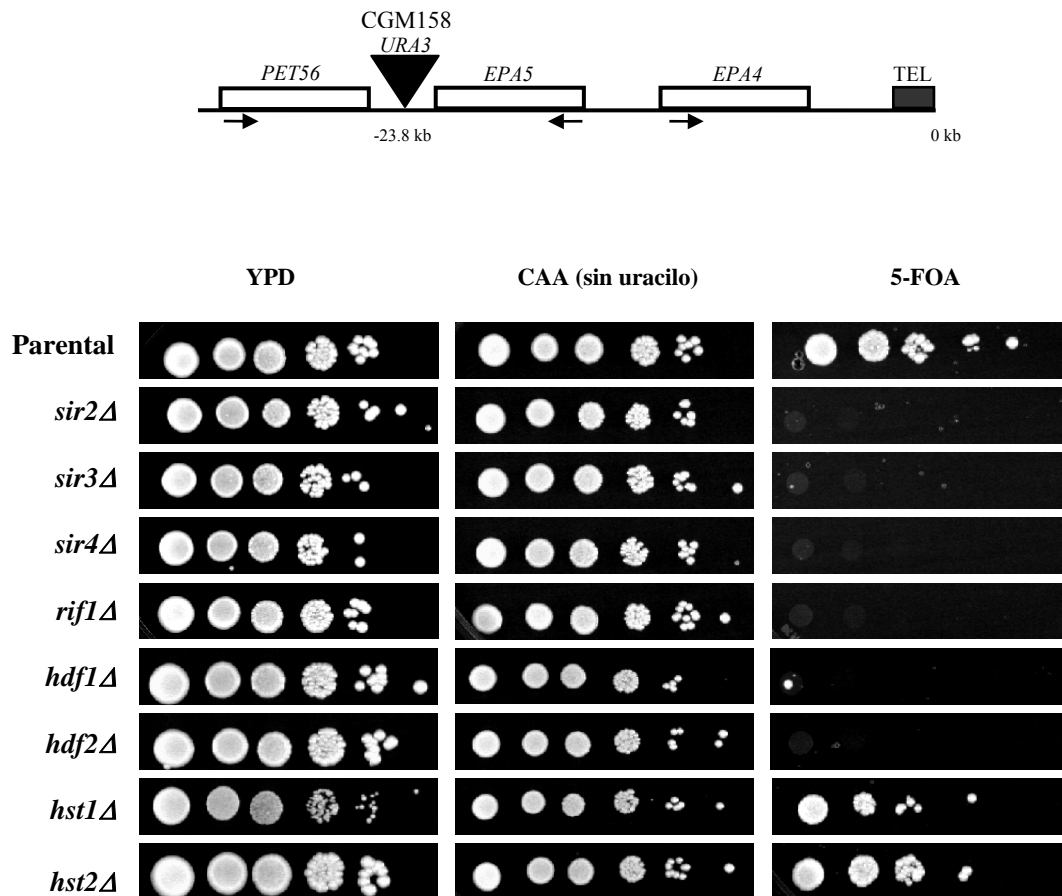 CGM158
URA3
PET56 EPA5 EPA4 TEL
-23.8 kb 0 kb
YPD CAA (sin uracilo) 5-FOA
Parental
sir2Δ
sir3Δ
sir4Δ
rif1Δ
hdf1Δ
hdf2Δ
hst1Δ
hst2Δ